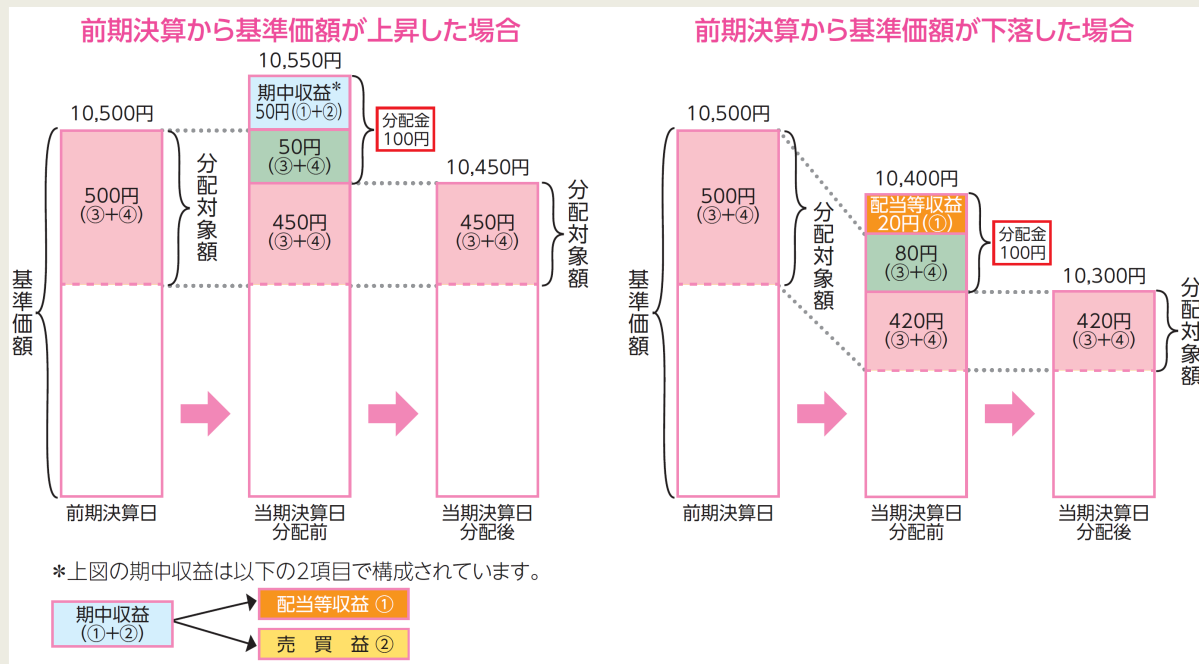 前期決算から基準価額が上昇した場合
10,550円
10,500円
期中収益*
50円(①+②)
分配金
100円
50円
(③+④)
10,450円
500円
(③+④)
分配対象額
450円
(③+④)
450円
(③+④)
分配対象額
基準価額
前期決算日
当期決算日
分配前
当期決算日
分配後
*上図の期中収益は以下の2項目で構成されています。
期中収益
(①+②)
配当等収益 ①
売 買 益 ②
前期決算から基準価額が下落した場合
10,500円
10,400円
500円
(③+④)
分配対象額
配当等収益
20円(①)
分配金
100円
80円
(③+④)
10,300円
420円
(③+④)
420円
(③+④)
分配対象額
基準価額
前期決算日
当期決算日
分配前
当期決算日
分配後